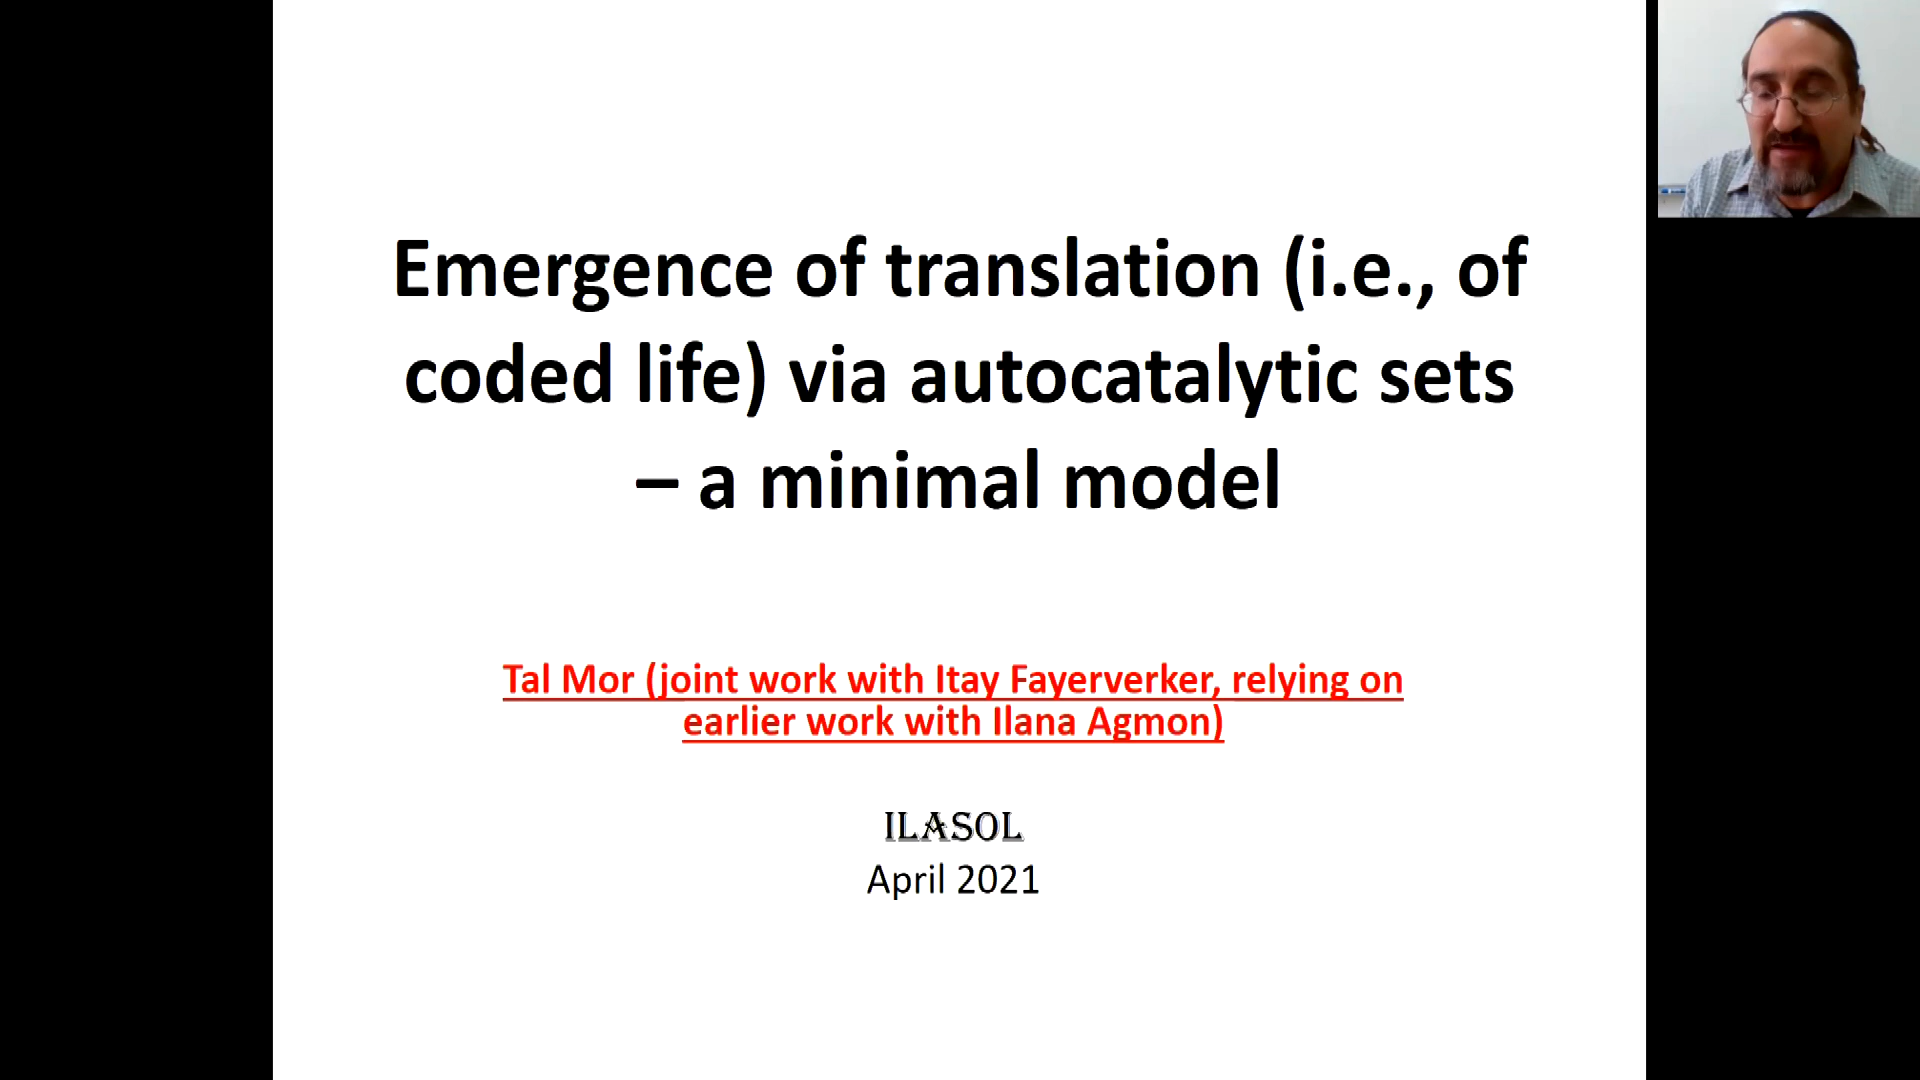 Emergence of translation (i.e., of
coded life) via autocatalytic sets
– a minimal model
Tal Mor (joint work with Itay Fayerverker, relying on
earlier work with Ilana Agmon)
ILASOL
April 2021